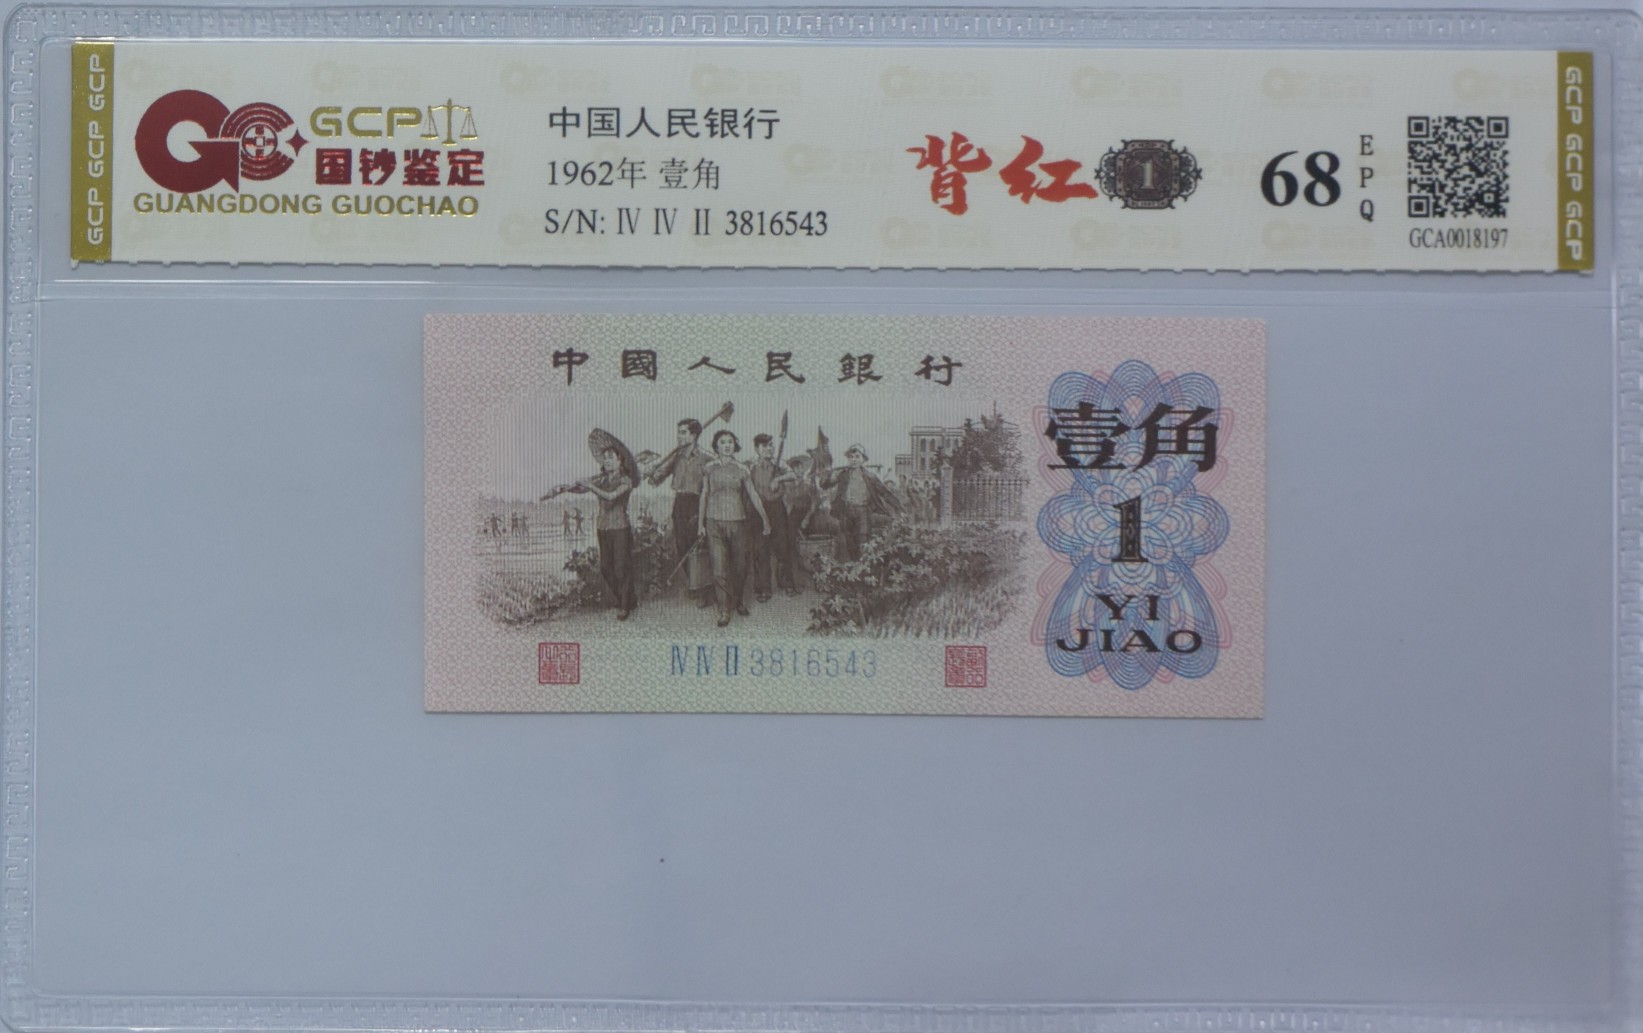 GCP GCP GCP
GCP
国钞鉴定
GUANGDONG GUOCHAO
中国人民银行
1962年 壹角
S/N: Ⅳ Ⅳ Ⅱ 3816543
背红
1
68
EPQ
GCA0018197
GCP GCP GCP
中國人民銀行
壹角
1
YI
JIAO
Ⅳ Ⅳ Ⅱ 3816543